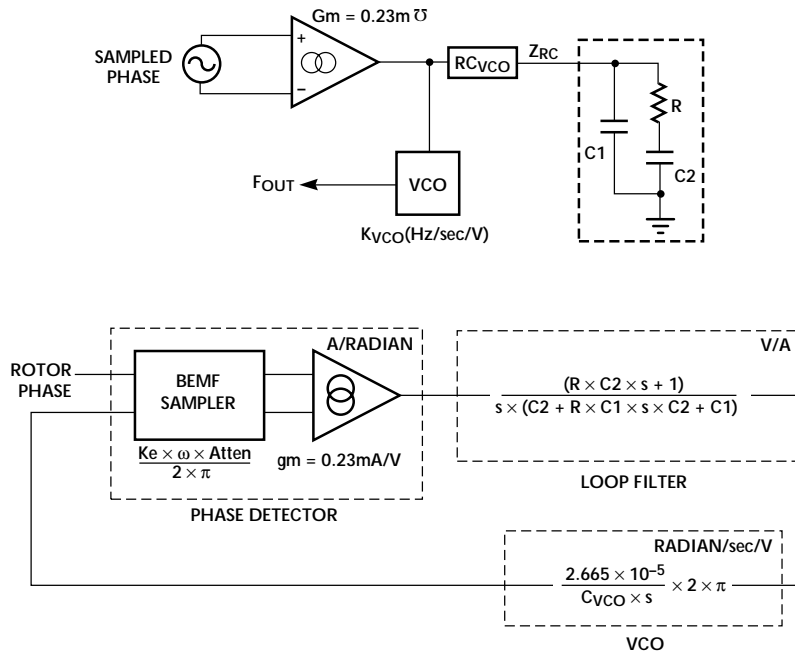 Gm = 0.23m ℧
SAMPLED
PHASE
+
−
RCVCO
ZRC
R
C1
C2
FOUT
VCO
KVCO(Hz/sec/V)
A/RADIAN
V/A
ROTOR
PHASE
BEMF
SAMPLER
Ke × ω × Atten
2 × π
gm = 0.23mA/V
PHASE DETECTOR
(R × C2 × s + 1)
s × (C2 + R × C1 × s × C2 + C1)
LOOP FILTER
RADIAN/sec/V
2.665 × 10⁻⁵
CVCO × s
× 2 × π
VCO